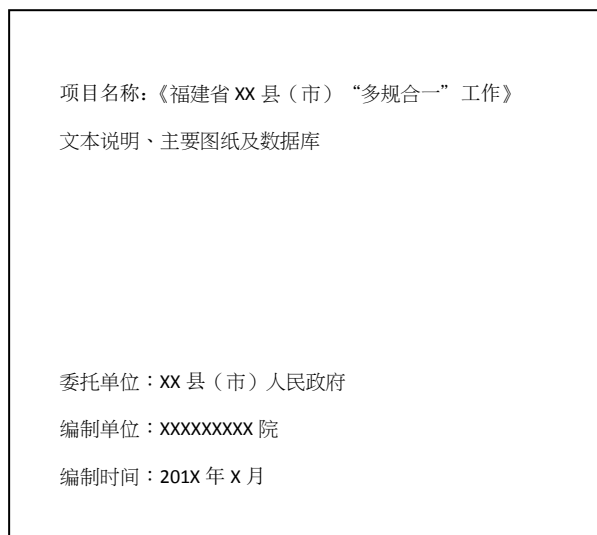 项目名称：《福建省 XX 县（市）“多规合一”工作》
文本说明、主要图纸及数据库
委托单位：XX 县（市）人民政府
编制单位：XXXXXXXXX 院
编制时间：201X 年 X 月